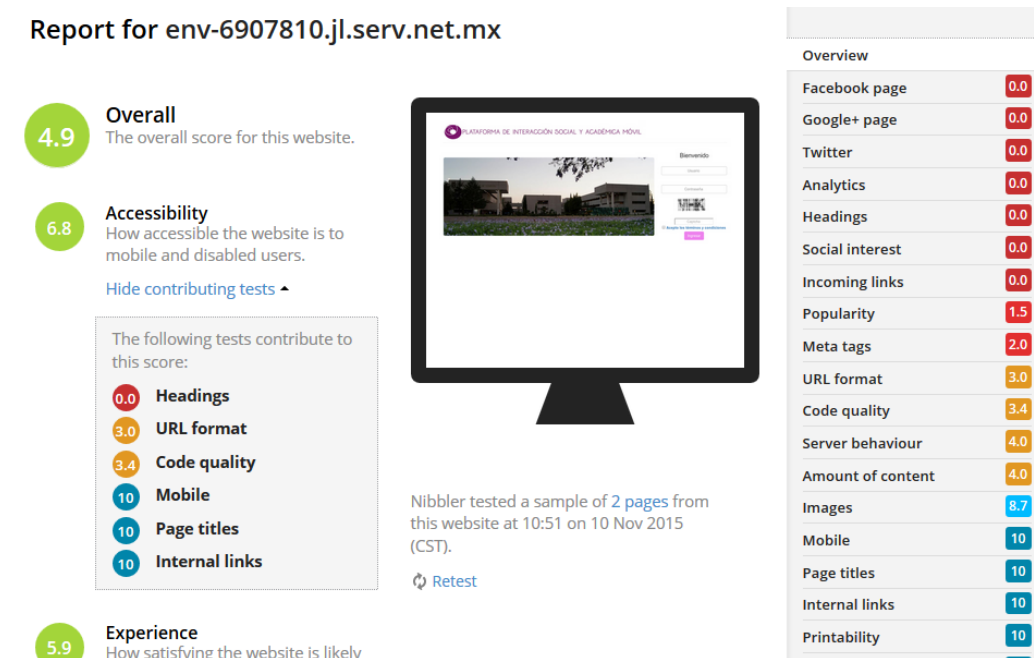 Report for env-6907810.jl.serv.net.mx
4.9
Overall
The overall score for this website.
6.8
Accessibility
How accessible the website is to
mobile and disabled users.
Hide contributing tests
The following tests contribute to
this score:
0.0 Headings
3.0 URL format
3.4 Code quality
10 Mobile
10 Page titles
10 Internal links
5.9
Experience
How satisfying the website is likely
PLATAFORMA DE INTERACCIÓN SOCIAL Y ACADÉMICA MÓVIL
Bienvenido
Acepto los términos y condiciones
Nibbler tested a sample of 2 pages from
this website at 10:51 on 10 Nov 2015
(CST).
Retest
Overview
Facebook page 0.0
Google+ page 0.0
Twitter 0.0
Analytics 0.0
Headings 0.0
Social interest 0.0
Incoming links 0.0
Popularity 1.5
Meta tags 2.0
URL format 3.0
Code quality 3.4
Server behaviour 4.0
Amount of content 4.0
Images 8.7
Mobile 10
Page titles 10
Internal links 10
Printability 10